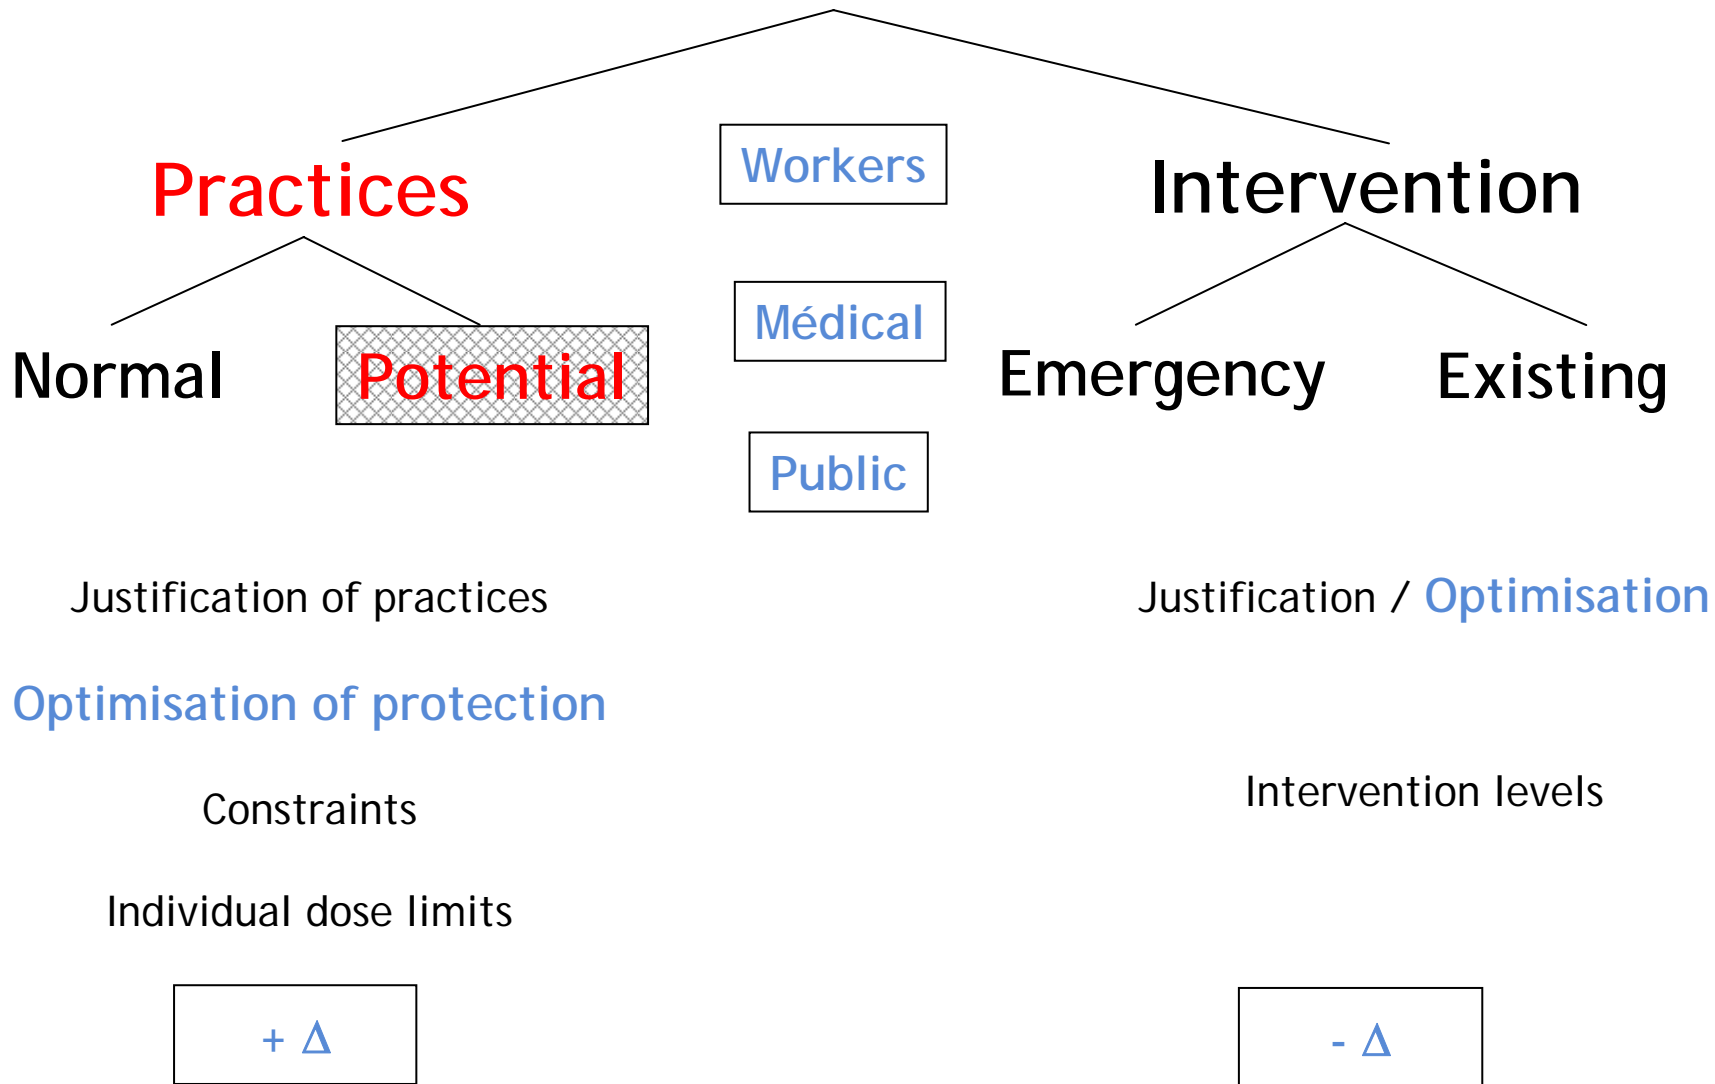 Practices
Workers
Intervention
Normal
Potential
Médical
Emergency
Existing
Public
Justification of practices
Justification / Optimisation
Optimisation of protection
Constraints
Intervention levels
Individual dose limits
+ Δ
- Δ